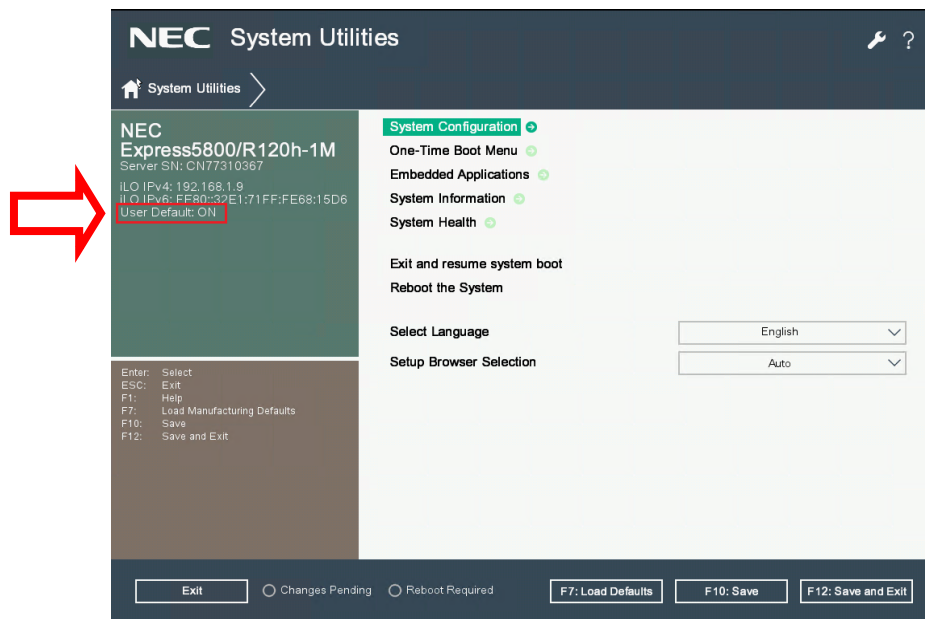 NEC System Utilities
?
System Utilities
NEC
Express5800/R120h-1M
Server SN: CN77310367
iLO IPv4: 192.168.1.9
iLO IPv6: FE80::32E1:71FF:FE68:15D6
User Default: ON
System Configuration
One-Time Boot Menu
Embedded Applications
System Information
System Health
Exit and resume system boot
Reboot the System
Select Language English
Setup Browser Selection Auto
Enter: Select
ESC: Exit
F1: Help
F7: Load Manufacturing Defaults
F10: Save
F12: Save and Exit
Exit Changes Pending Reboot Required F7: Load Defaults F10: Save F12: Save and Exit